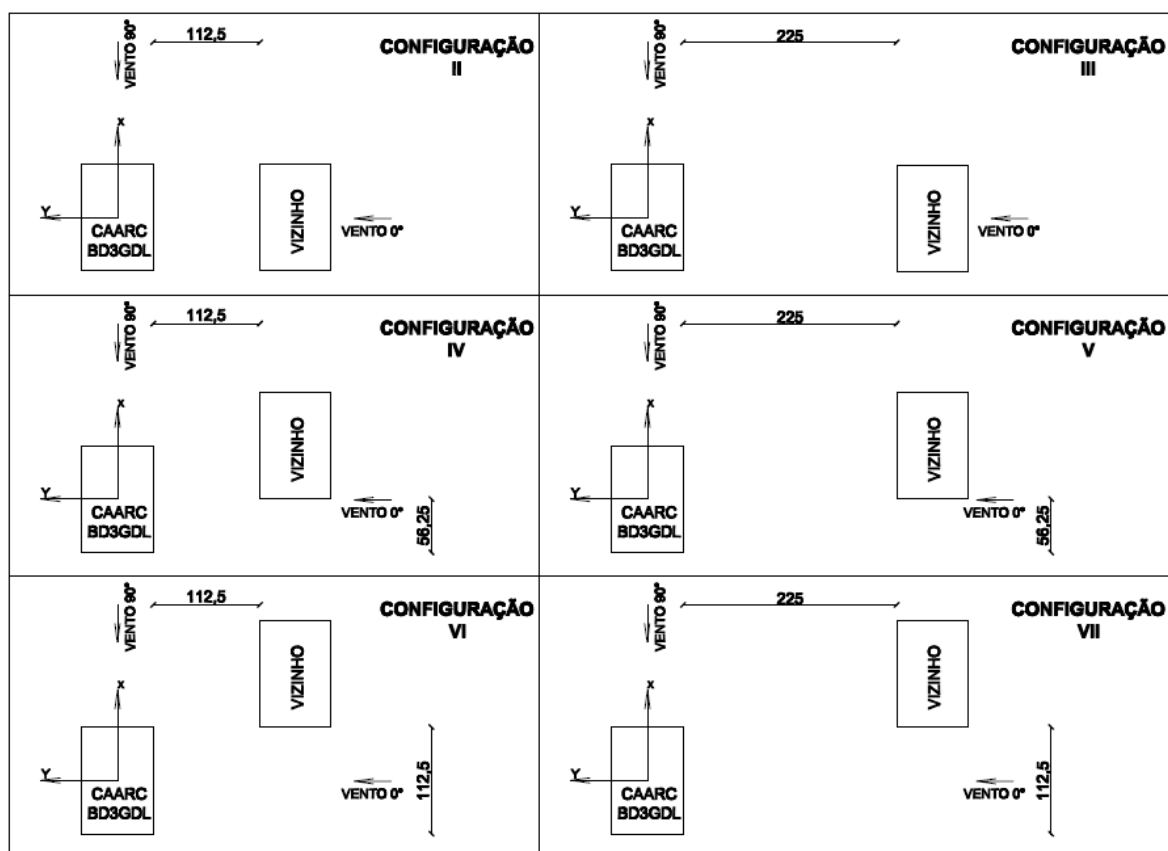 112,5
VENTO 90°
CONFIGURAÇÃO
II
x
Y
CAARC
BD3GDL
VIZINHO
VENTO 0°
225
VENTO 90°
CONFIGURAÇÃO
III
x
Y
CAARC
BD3GDL
VIZINHO
VENTO 0°
112,5
VENTO 90°
CONFIGURAÇÃO
IV
x
Y
CAARC
BD3GDL
VIZINHO
VENTO 0°
56,25
225
VENTO 90°
CONFIGURAÇÃO
V
x
Y
CAARC
BD3GDL
VIZINHO
VENTO 0°
56,25
112,5
VENTO 90°
CONFIGURAÇÃO
VI
x
Y
CAARC
BD3GDL
VIZINHO
VENTO 0°
112,5
225
VENTO 90°
CONFIGURAÇÃO
VII
x
Y
CAARC
BD3GDL
VIZINHO
VENTO 0°
112,5